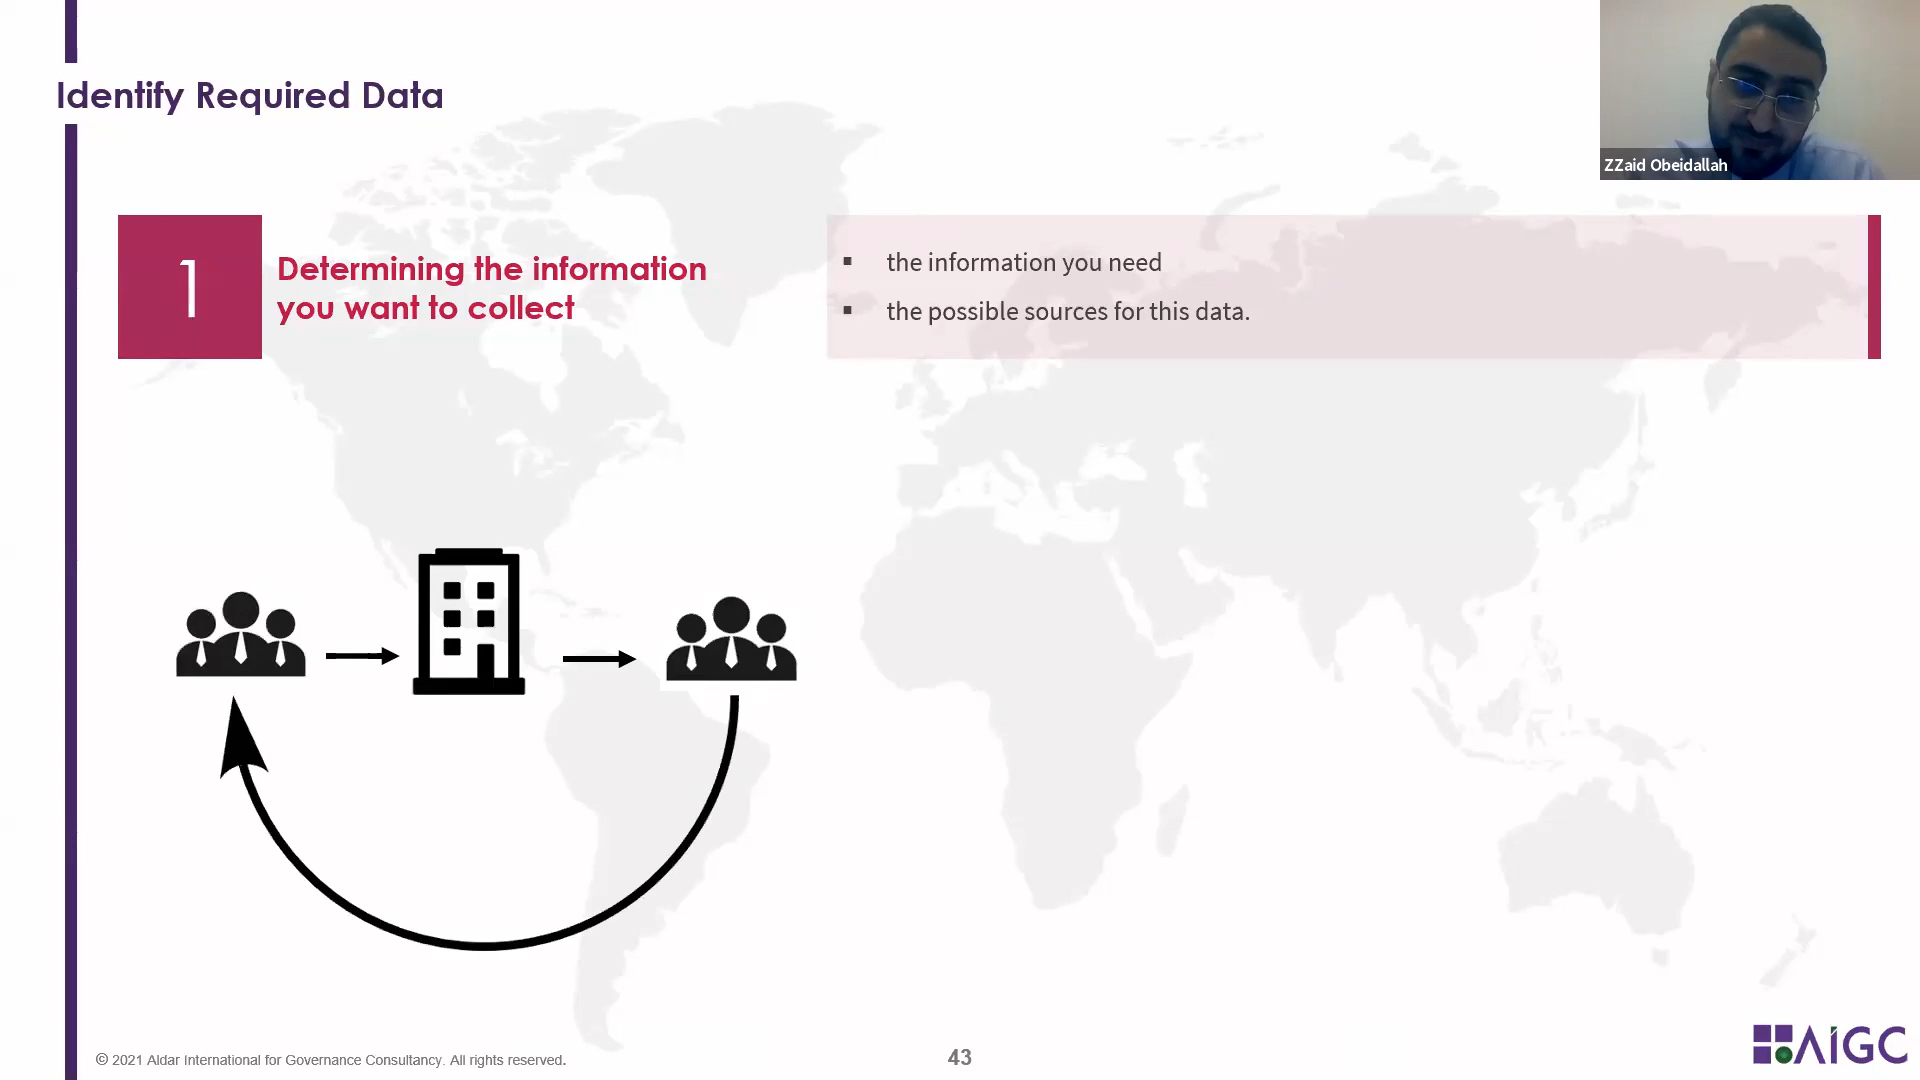 Identify Required Data
ZZaid Obeidallah
1
Determining the information
you want to collect
▪ the information you need
▪ the possible sources for this data.
© 2021 Aldar International for Governance Consultancy. All rights reserved.
43
AIGC